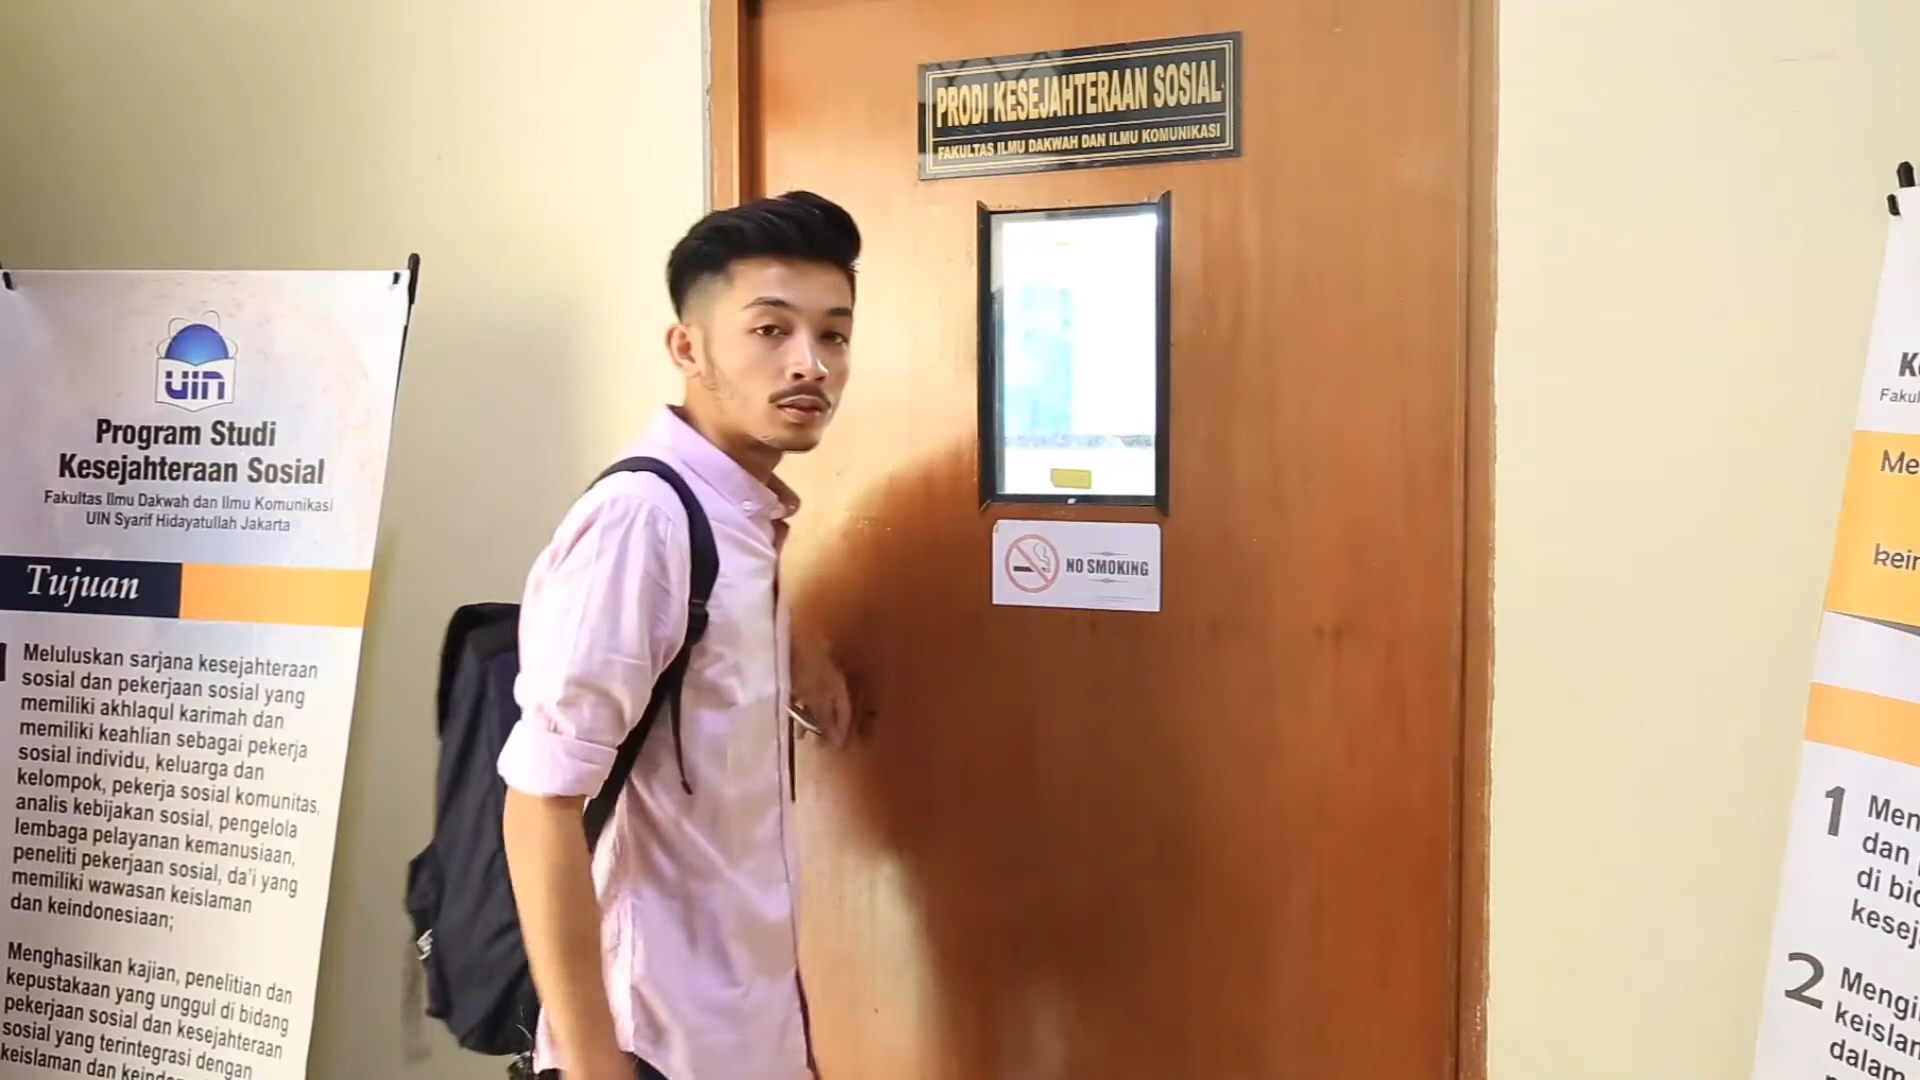 PRODI KESEJAHTERAAN SOSIAL
FAKULTAS ILMU DAKWAH DAN ILMU KOMUNIKASI
NO SMOKING
UIN
Program Studi
Kesejahteraan Sosial
Fakultas Ilmu Dakwah dan Ilmu Komunikasi
UIN Syarif Hidayatullah Jakarta
Tujuan
Meluluskan sarjana kesejahteraan
sosial dan pekerjaan sosial yang
memiliki akhlaqul karimah dan
memiliki keahlian sebagai pekerja
sosial individu, keluarga dan
kelompok, pekerja sosial komunitas,
analis kebijakan sosial, pengelola
lembaga pelayanan kemanusiaan,
peneliti pekerjaan sosial, da'i yang
memiliki wawasan keislaman
dan keindonesiaan;
Menghasilkan kajian, penelitian dan
kepustakaan yang unggul di bidang
pekerjaan sosial dan kesejahteraan
sosial yang terintegrasi dengan
keislaman dan
1
dan
di
2
dalam